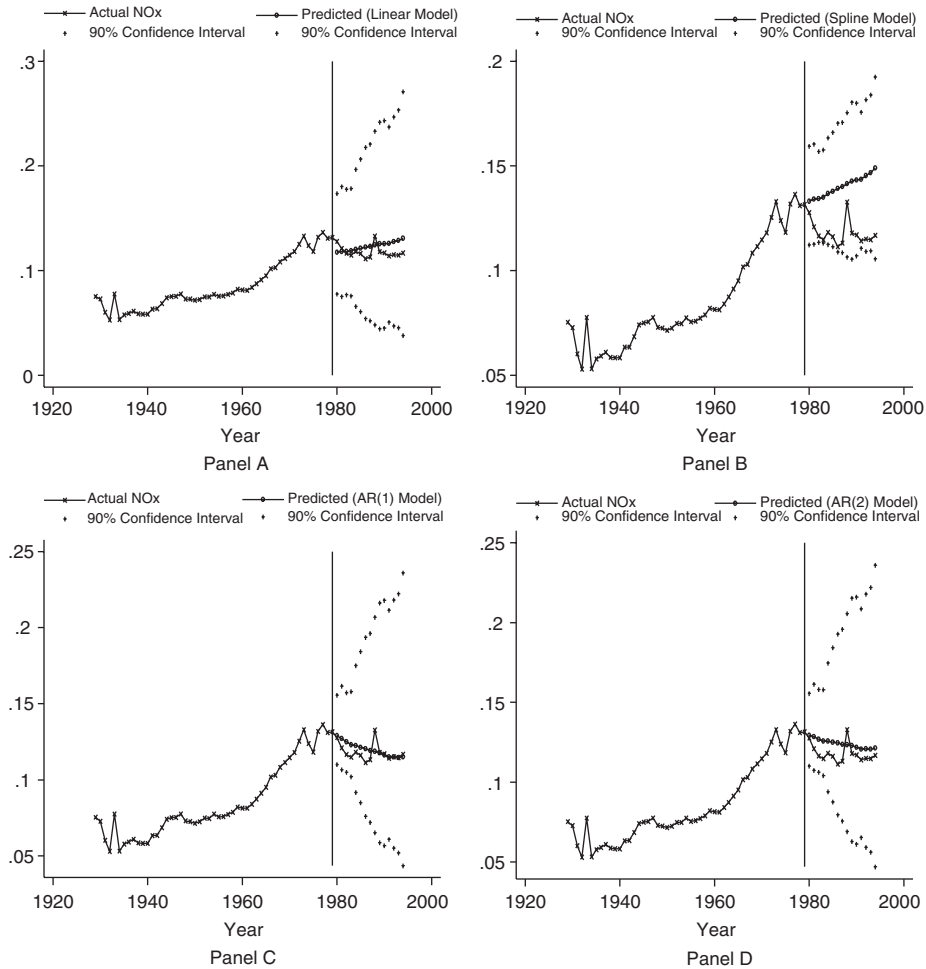 Actual NOx Predicted (Linear Model)
90% Confidence Interval 90% Confidence Interval
.3
.2
.1
0
1920 1940 1960 1980 2000
Year
Panel A
Actual NOx Predicted (Spline Model)
90% Confidence Interval 90% Confidence Interval
.2
.15
.1
.05
1920 1940 1960 1980 2000
Year
Panel B
Actual NOx Predicted (AR(1) Model)
90% Confidence Interval 90% Confidence Interval
.25
.2
.15
.1
.05
1920 1940 1960 1980 2000
Year
Panel C
Actual NOx Predicted (AR(2) Model)
90% Confidence Interval 90% Confidence Interval
.25
.2
.15
.1
.05
1920 1940 1960 1980 2000
Year
Panel D